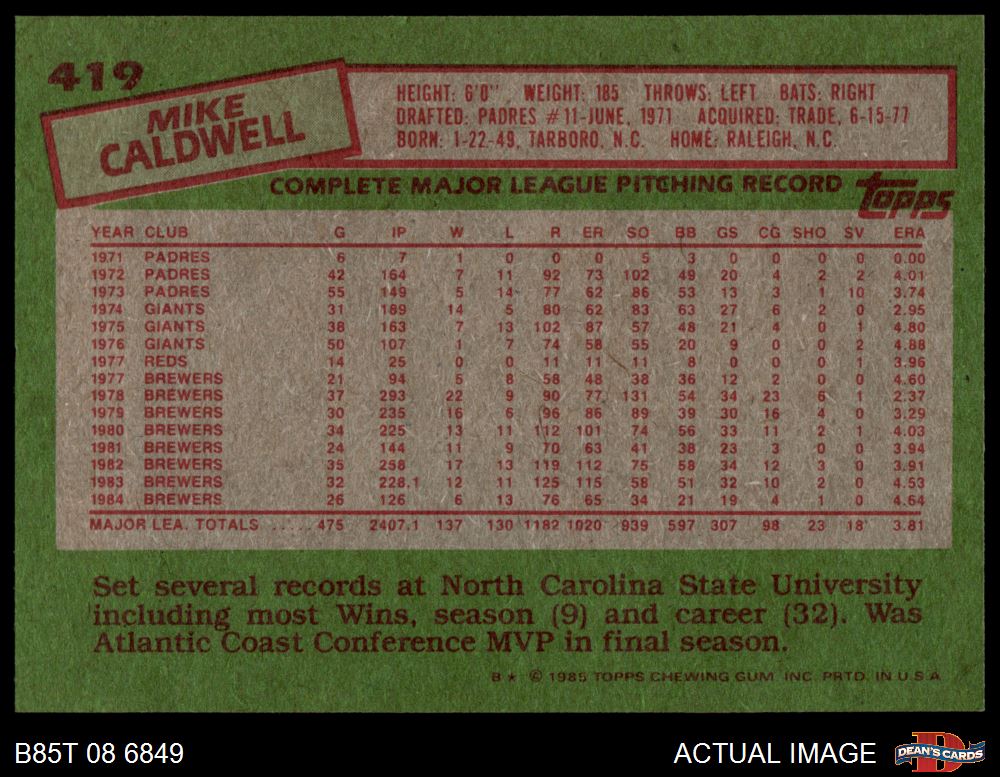 419
MIKE
CALDWELL
HEIGHT: 6'0" WEIGHT: 185 THROWS: LEFT BATS: RIGHT
DRAFTED: PADRES #11-JUNE, 1971 ACQUIRED: TRADE, 6-15-77
BORN: 1-22-49, TARBORO, N.C. HOME: RALEIGH, N.C.
COMPLETE MAJOR LEAGUE PITCHING RECORD
topps
YEAR CLUB G IP W L R ER SO BB GS CG SHO SV ERA
1971 PADRES 6 7 1 0 0 0 5 3 0 0 0 0 0.00
1972 PADRES 42 164 7 11 92 73 102 49 20 4 2 2 4.01
1973 PADRES 55 149 5 14 77 62 86 53 13 3 1 10 3.74
1974 GIANTS 31 189 14 5 80 62 83 63 27 6 2 0 2.95
1975 GIANTS 38 163 7 13 102 87 57 48 21 4 0 1 4.80
1976 GIANTS 50 107 1 7 74 58 55 20 9 0 0 2 4.88
1977 REDS 14 25 0 0 11 11 11 8 0 0 0 1 3.96
1977 BREWERS 21 94 5 8 58 48 38 36 12 2 0 0 4.60
1978 BREWERS 37 293 22 9 90 77 131 54 34 23 6 1 2.37
1979 BREWERS 30 235 16 6 96 86 89 39 30 16 4 0 3.29
1980 BREWERS 34 225 13 11 112 101 74 56 33 11 2 1 4.03
1981 BREWERS 24 144 11 9 70 63 41 38 23 3 0 0 3.94
1982 BREWERS 35 258 17 13 119 112 75 58 34 12 3 0 3.91
1983 BREWERS 32 228.1 12 11 125 115 58 51 32 10 2 0 4.53
1984 BREWERS 26 126 6 13 76 65 34 21 19 4 1 0 4.64
MAJOR LEA. TOTALS ...... 475 2407.1 137 130 1182 1020 939 597 307 98 23 18 3.81
Set several records at North Carolina State University
including most Wins, season (9) and career (32). Was
Atlantic Coast Conference MVP in final season.
B★ © 1985 TOPPS CHEWING GUM, INC. PRTD. IN U.S.A.
B85T 08 6849
ACTUAL IMAGE
D
DEAN'S CARDS